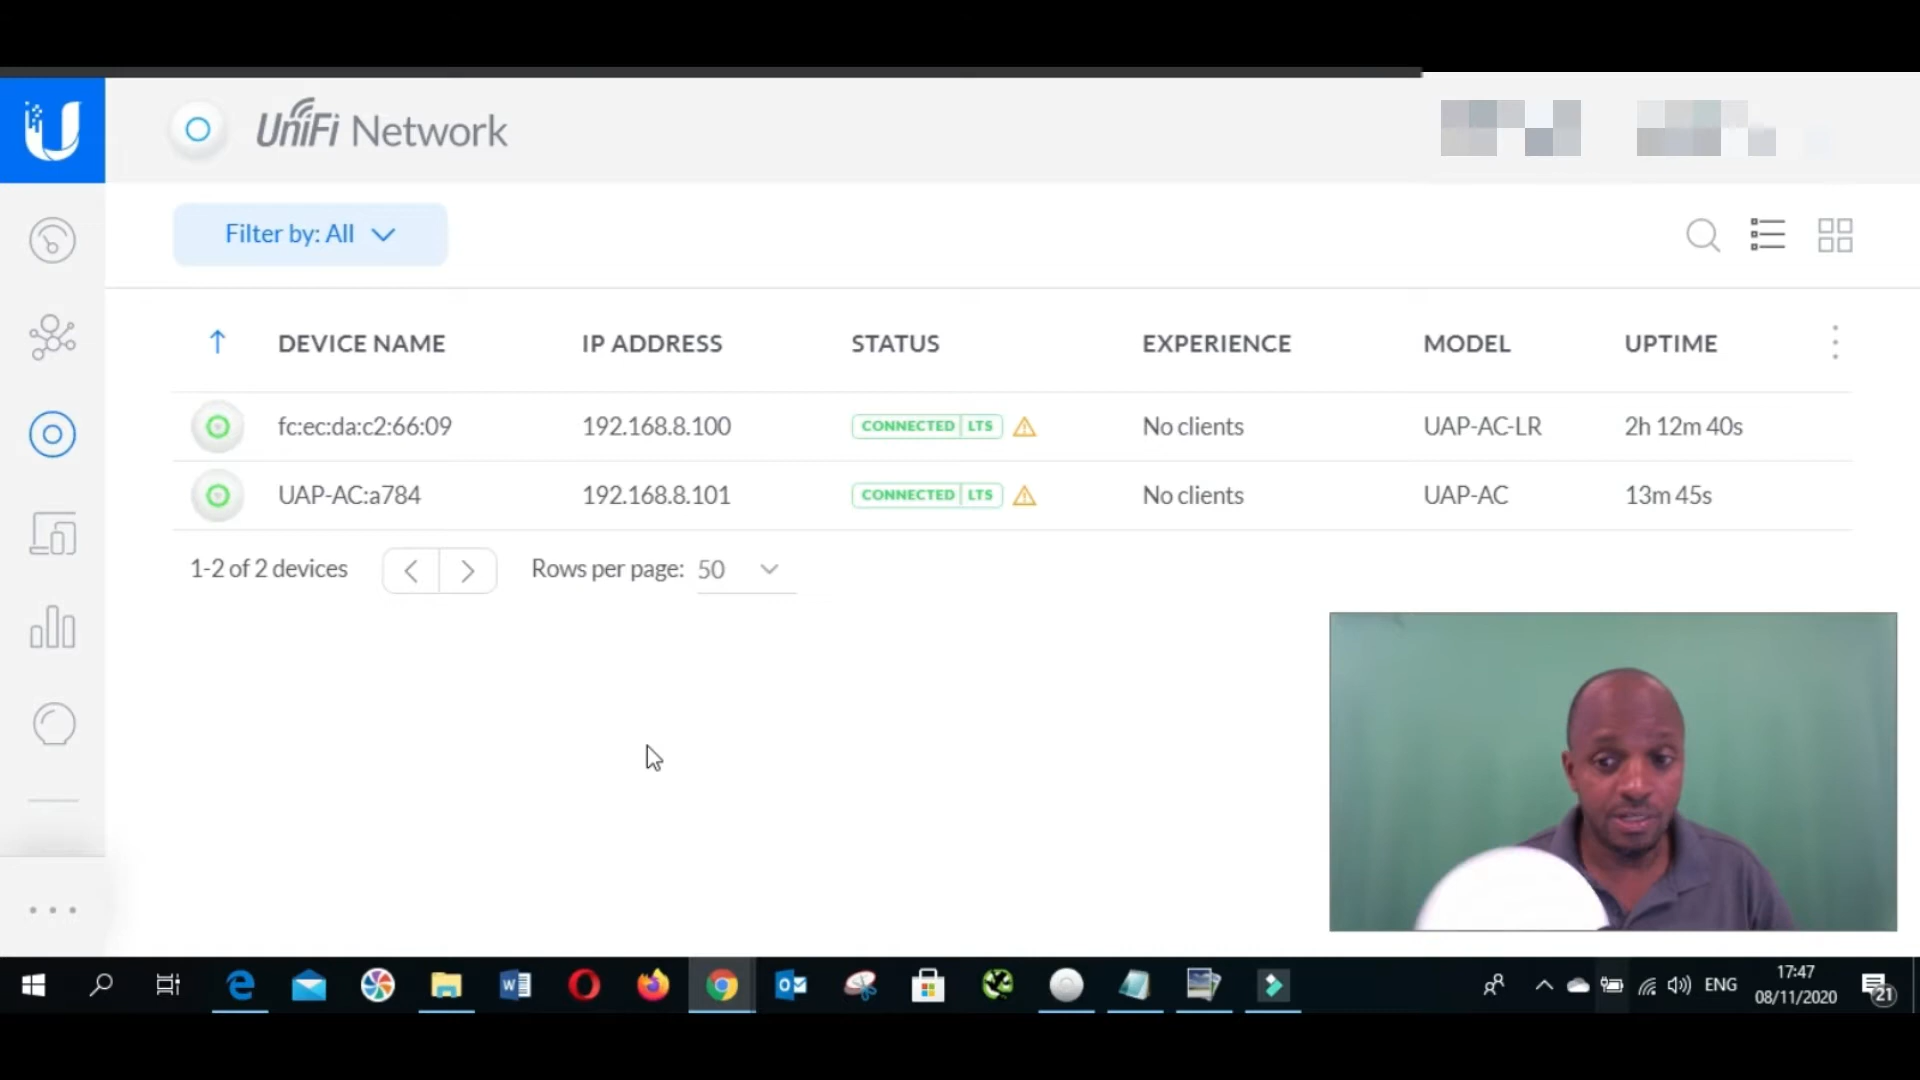 UniFi Network
Filter by: All
DEVICE NAME IP ADDRESS STATUS EXPERIENCE MODEL UPTIME
fc:ec:da:c2:66:09 192.168.8.100 CONNECTED LTS No clients UAP-AC-LR 2h 12m 40s
UAP-AC:a784 192.168.8.101 CONNECTED LTS No clients UAP-AC 13m 45s
1-2 of 2 devices Rows per page: 50
ENG 17:47
08/11/2020 21